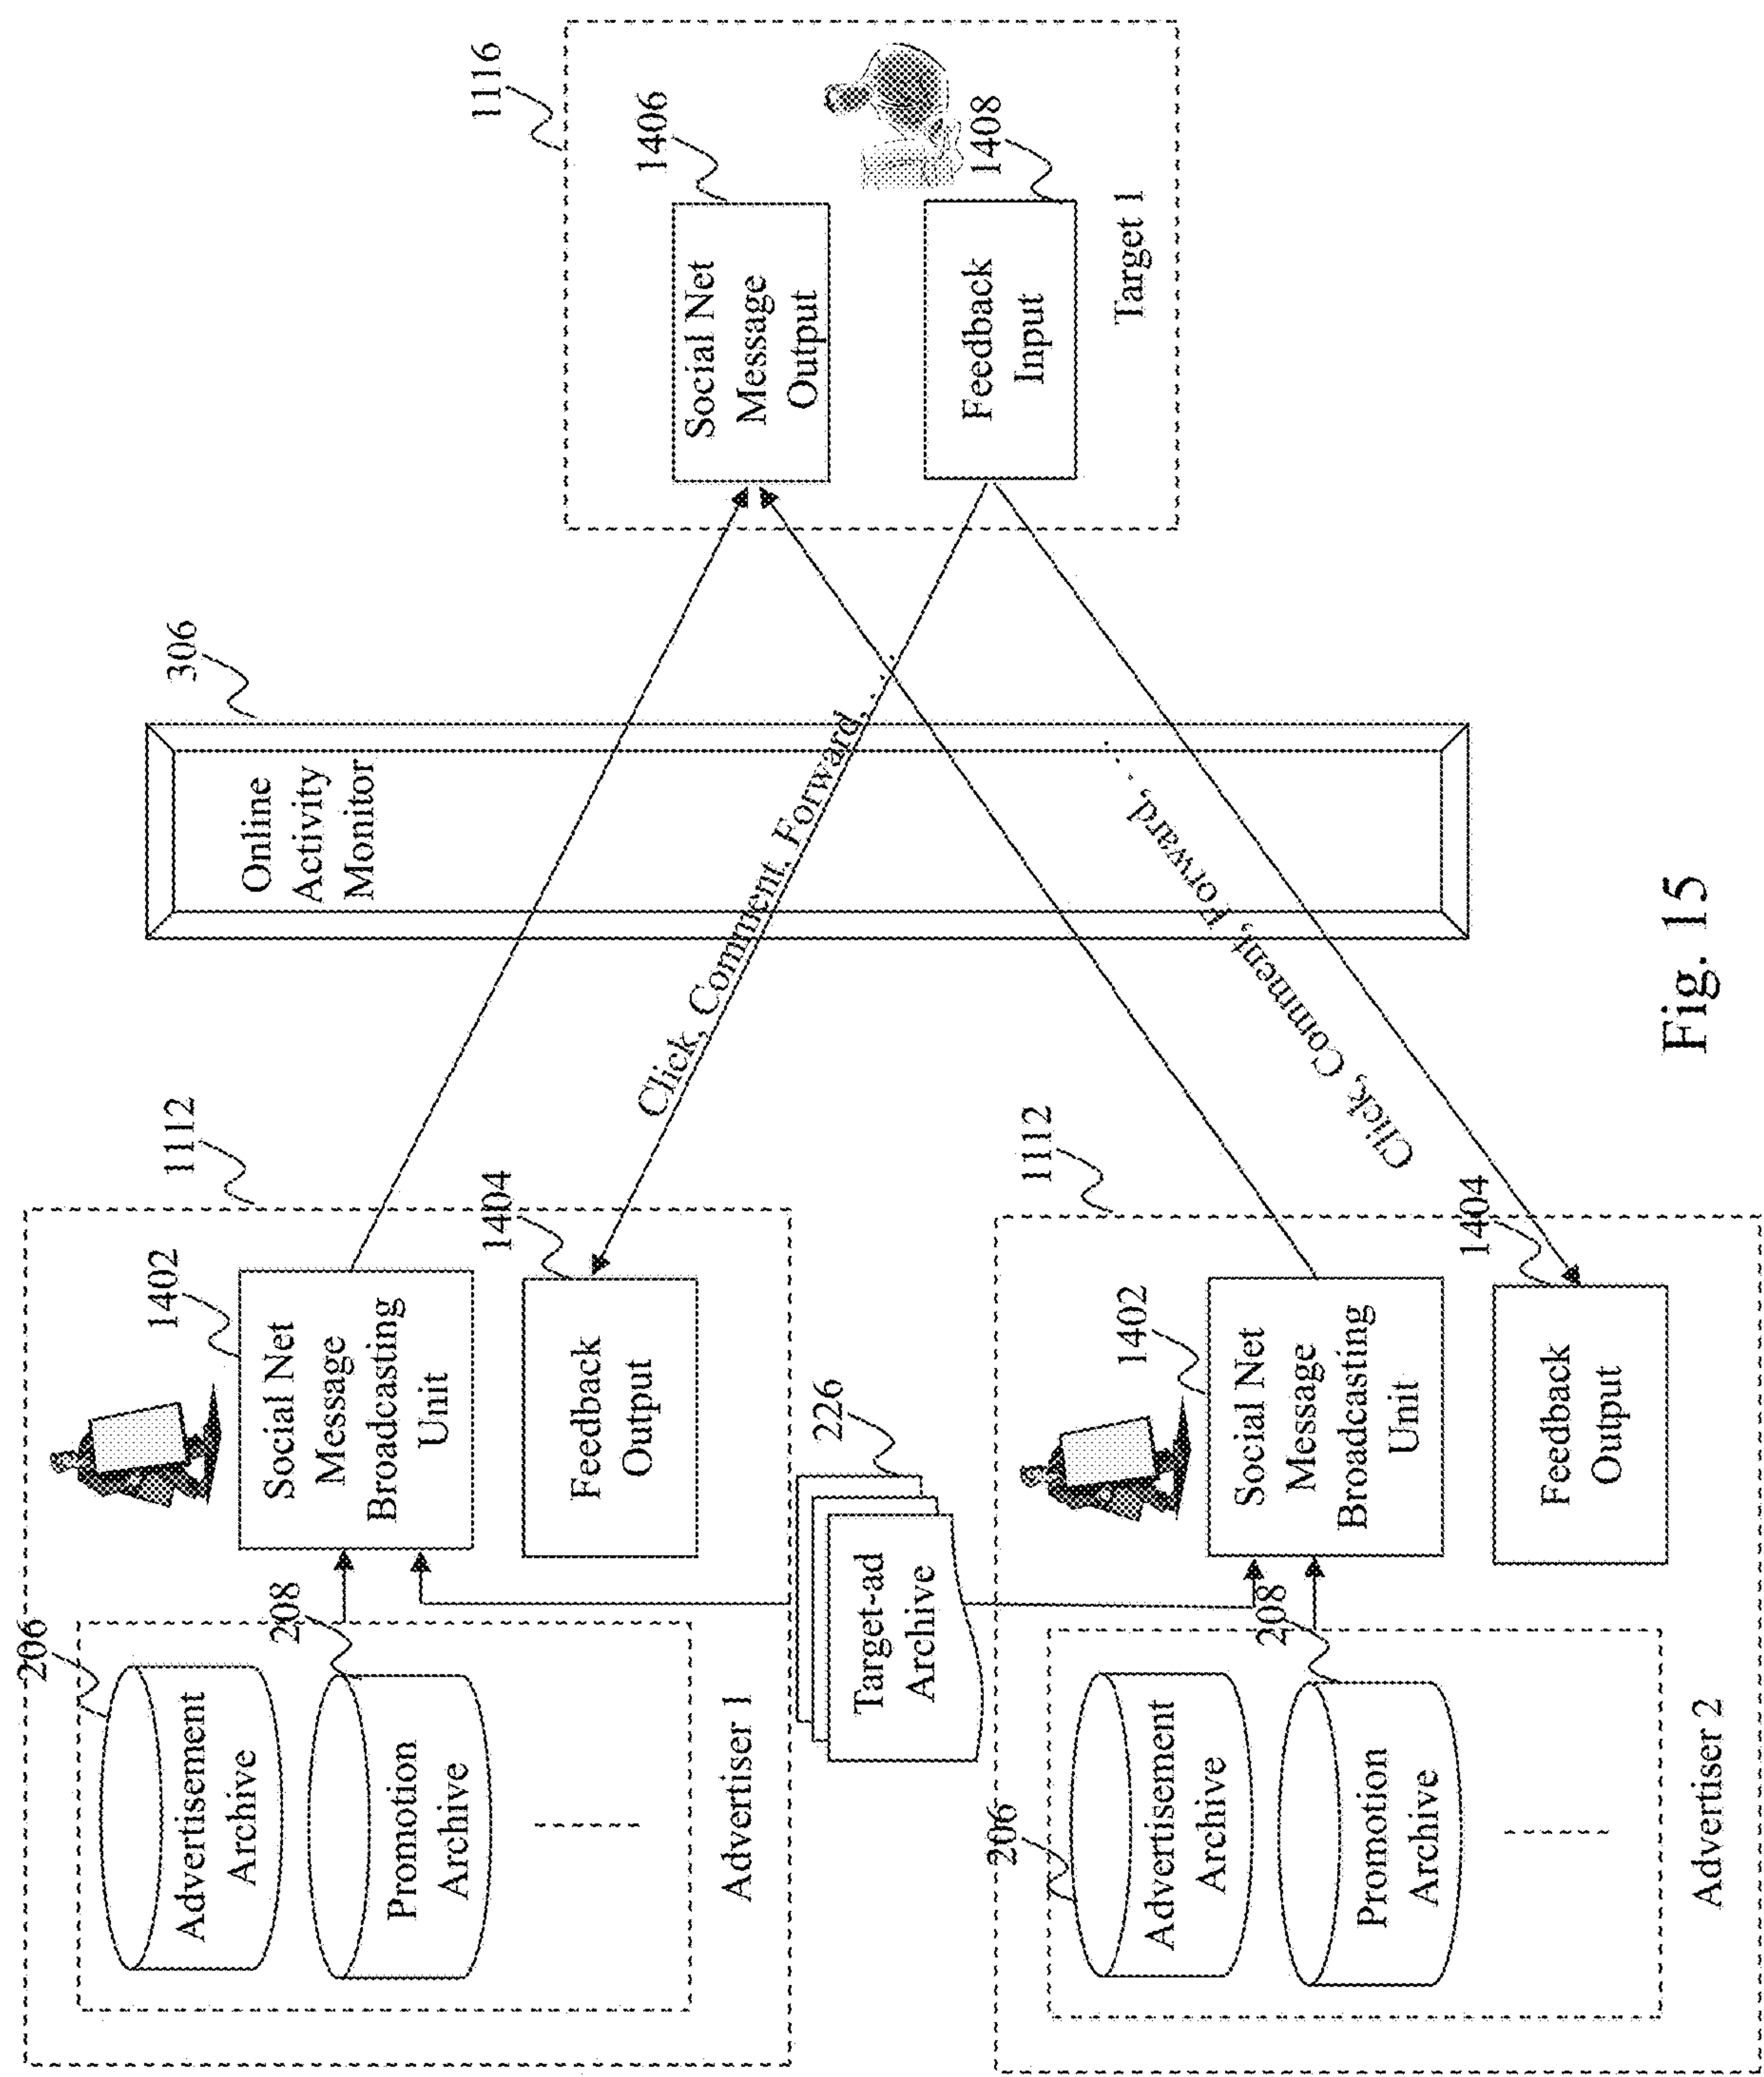 206
Advertisement
Archive
208
Promotion
Archive
Advertiser 1
1402
Social Net
Message
Broadcasting
Unit
1404
Feedback
Output
1112
226
Target-ad
Archive
206
Advertisement
Archive
208
Promotion
Archive
Advertiser 2
1402
Social Net
Message
Broadcasting
Unit
1404
Feedback
Output
1112
306
Online
Activity
Monitor
Click, Comment, Forward, ...
Click, Comment, Forward, ....
1116
1406
Social Net
Message
Output
1408
Feedback
Input
Target 1
Fig. 15